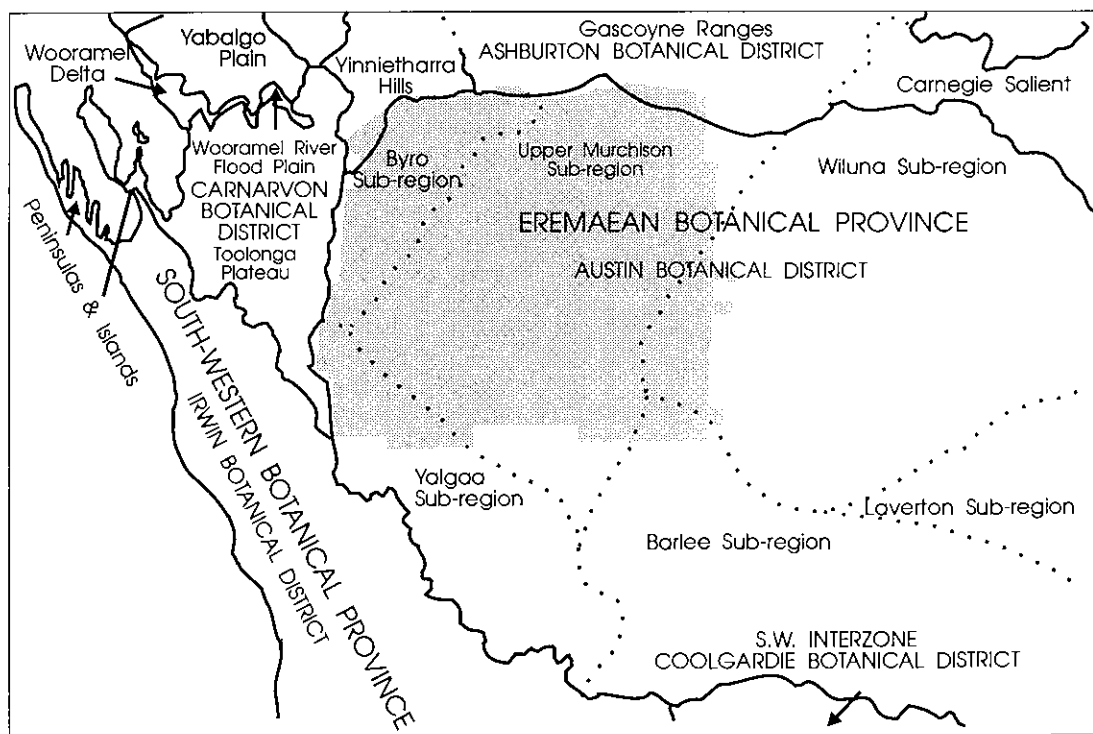 Wooramel
Delta
Yabalgo
Plain
Yinnietharra
Hills
Gascoyne Ranges
ASHBURTON BOTANICAL DISTRICT
Carnegie Salient
Wooramel River
Flood Plain
CARNARVON
BOTANICAL
DISTRICT
Toolonga
Plateau
Byro
Sub-region
Upper Murchison
Sub-region
Wiluna Sub-region
EREMAEAN BOTANICAL PROVINCE
AUSTIN BOTANICAL DISTRICT
Peninsulas & Islands
SOUTH-WESTERN BOTANICAL PROVINCE
IRWIN BOTANICAL DISTRICT
Yalgaa
Sub-region
Barlee Sub-region
Laverton Sub-region
S.W. INTERZONE
COOLGARDIE BOTANICAL DISTRICT